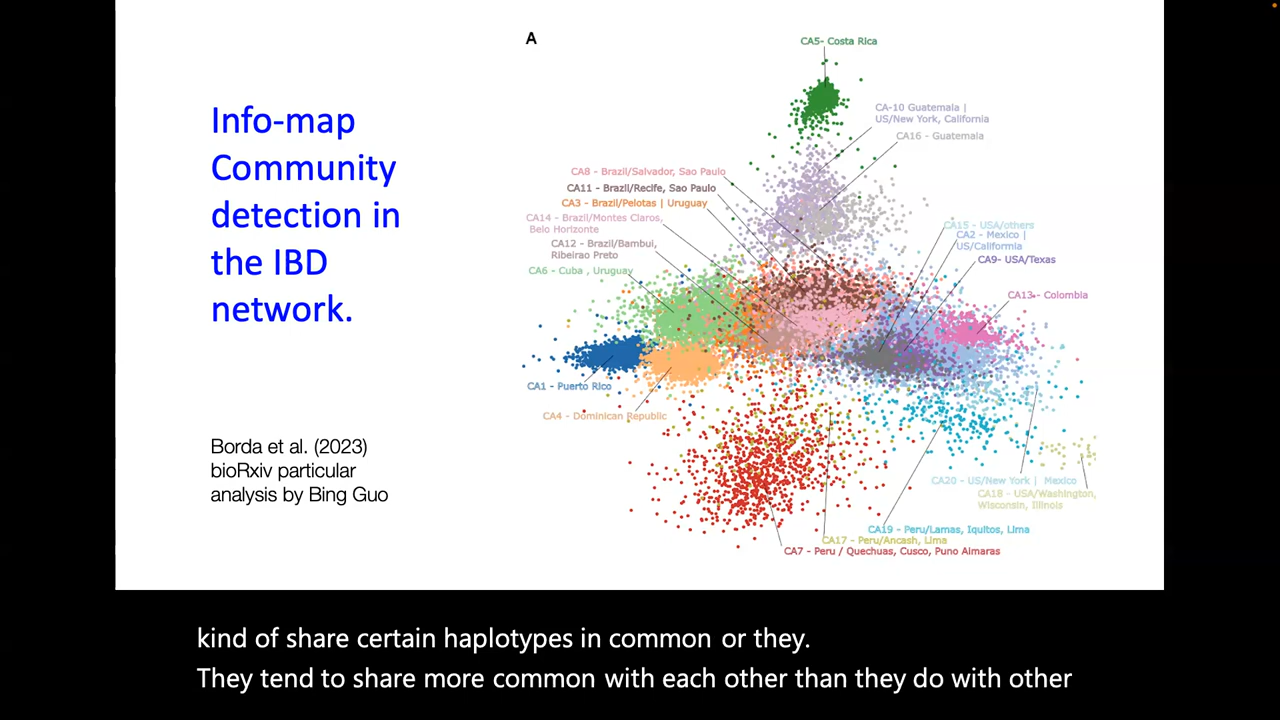 A
Info-map
Community
detection in
the IBD
network.
Borda et al. (2023)
bioRxiv particular
analysis by Bing Guo
CA5- Costa Rica
CA-10 Guatemala |
US/New York, California
CA16 - Guatemala
CA8 - Brazil/Salvador, Sao Paulo
CA11 - Brazil/Recife, Sao Paulo
CA3 - Brazil/Pelotas | Uruguay
CA14 - Brazil/Montes Claros,
Belo Horizonte
CA12 - Brazil/Bambui,
Ribeirao Preto
CA6 - Cuba , Uruguay
CA15 - USA/others
CA2 - Mexico |
US/California
CA9- USA/Texas
CA13 - Colombia
CA1 - Puerto Rico
CA4 - Dominican Republic
CA20 - US/New York | Mexico
CA18 - USA/Washington,
Wisconsin, Illinois
CA19 - Peru/Lamas, Iquitos, Lima
CA17 - Peru/Ancash, Lima
CA7 - Peru / Quechuas, Cusco, Puno Aimaras
kind of share certain haplotypes in common or they.
They tend to share more common with each other than they do with other